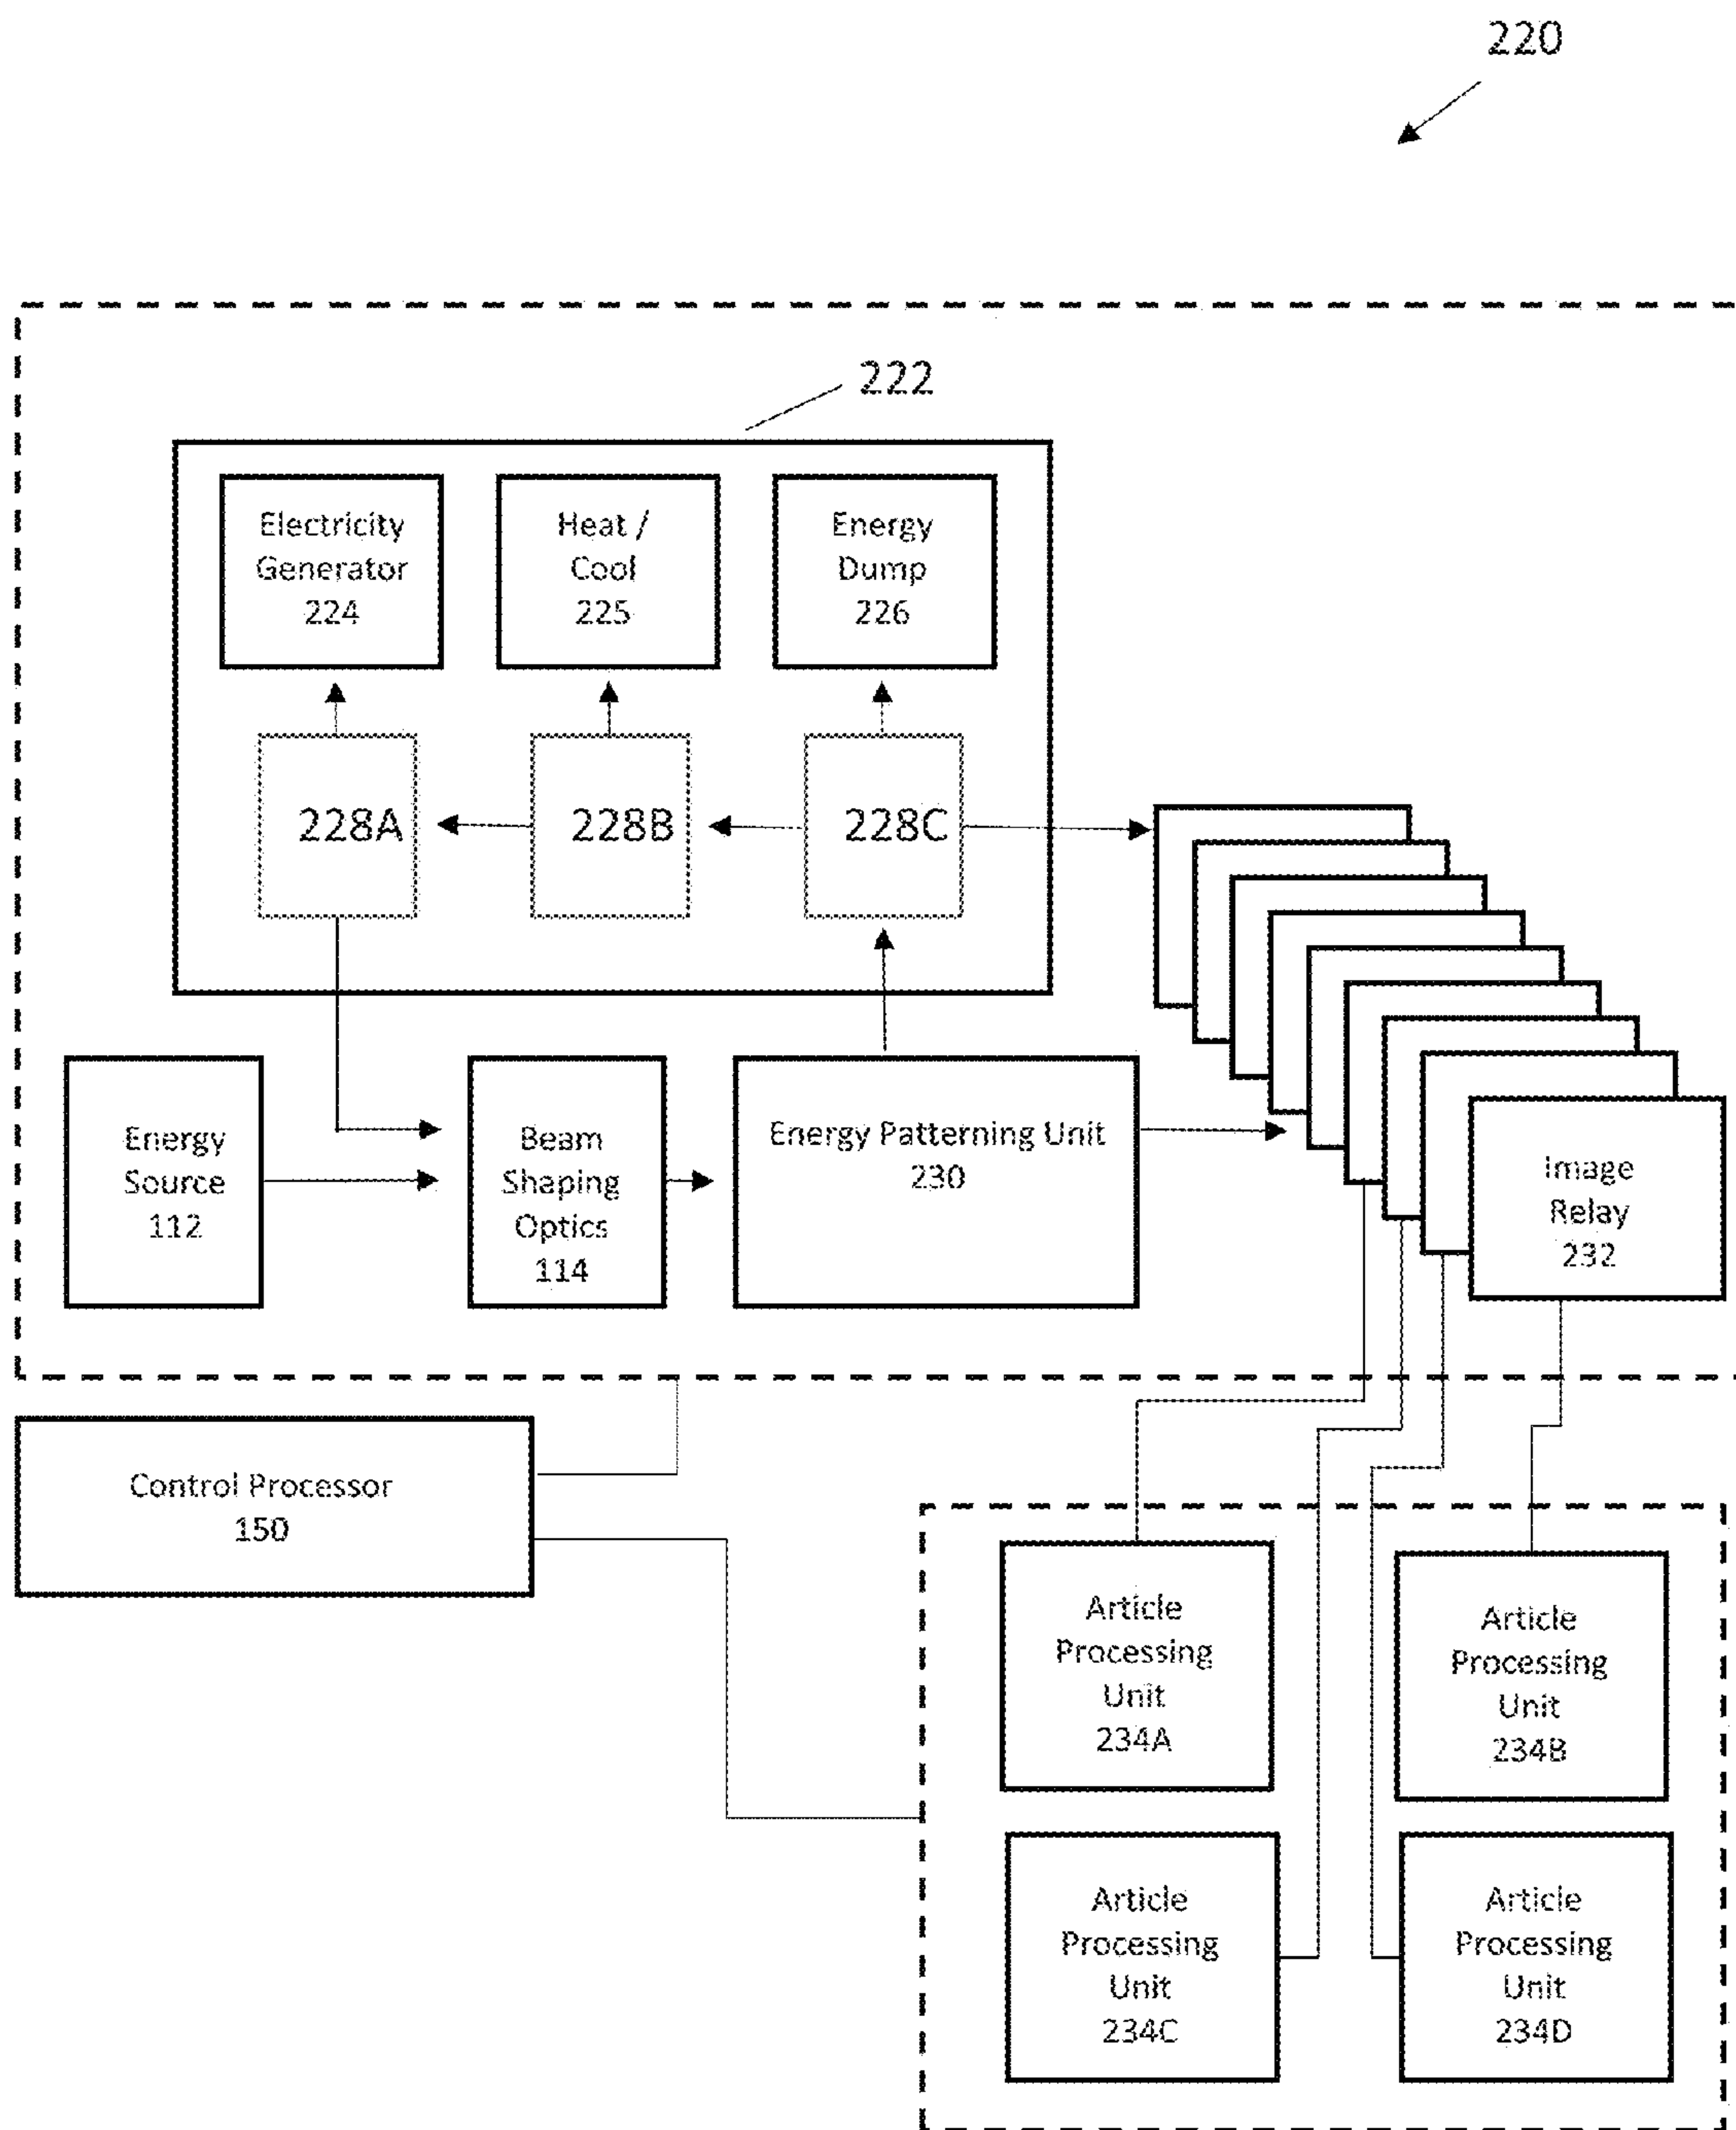 220
222
Electricity
Generator
224
Heat /
Cool
225
Energy
Dump
226
228A
228B
228C
Energy
Source
112
Beam
Shaping
Optics
114
Energy Patterning Unit
230
Image
Relay
232
Control Processor
150
Article
Processing
Unit
234A
Article
Processing
Unit
234B
Article
Processing
Unit
234C
Article
Processing
Unit
234D